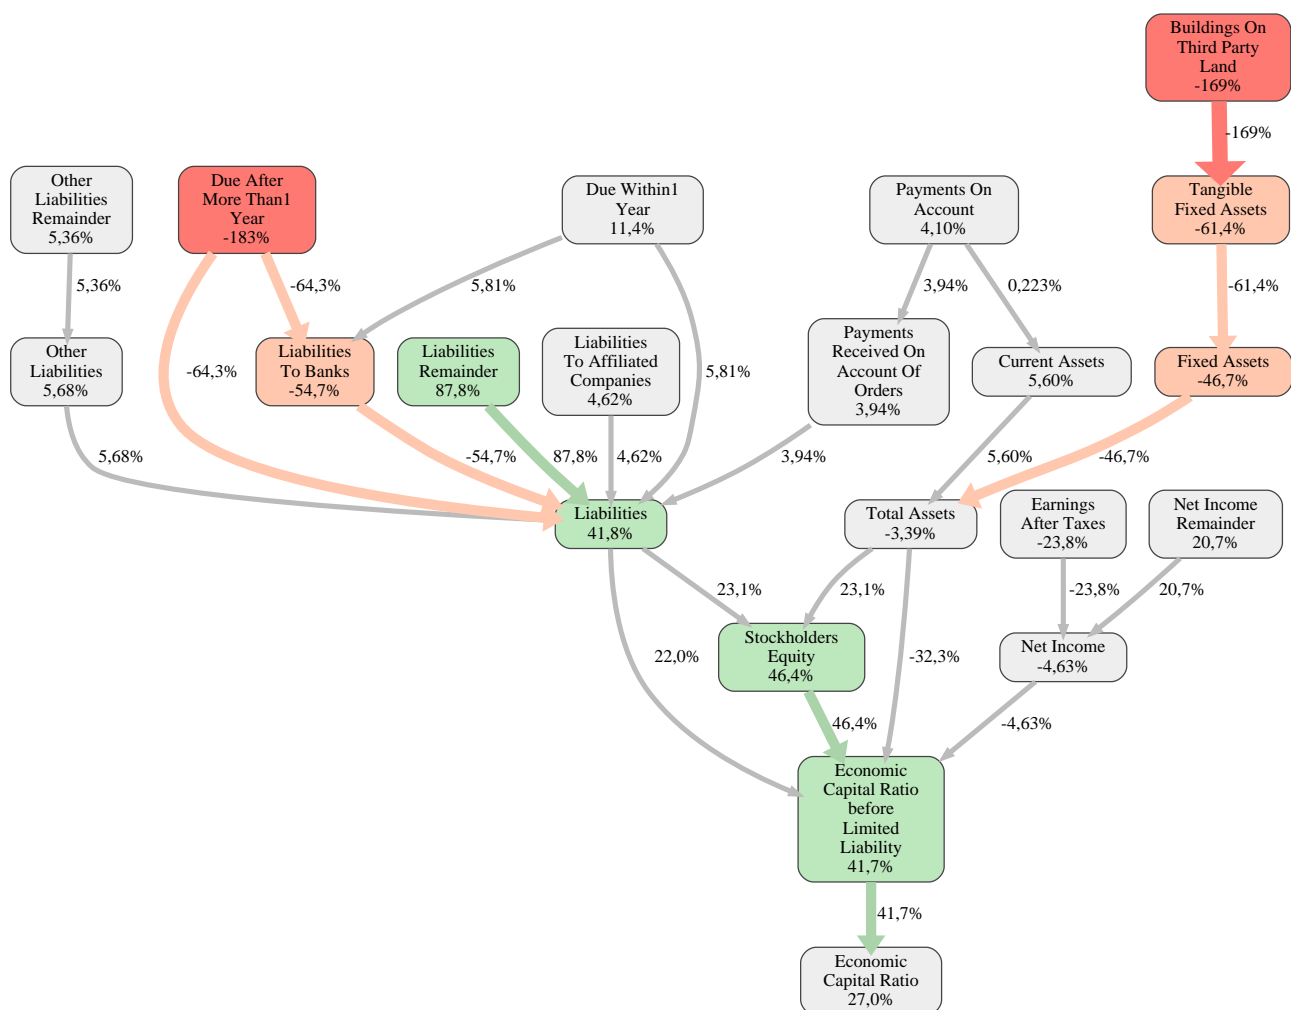 Buildings On
Third Party
Land
-169%
-169%
Other
Liabilities
Remainder
5,36%
Due After
More Than1
Year
-183%
Due Within1
Year
11,4%
Payments On
Account
4,10%
Tangible
Fixed Assets
-61,4%
5,36%
-64,3%
5,81%
3,94%
0,223%
-61,4%
Other
Liabilities
5,68%
-64,3%
Liabilities
To Banks
-54,7%
Liabilities
Remainder
87,8%
Liabilities
To Affiliated
Companies
4,62%
5,81%
Payments
Received On
Account Of
Orders
3,94%
Current Assets
5,60%
Fixed Assets
-46,7%
5,68%
-54,7%
87,8%
4,62%
3,94%
5,60%
-46,7%
Liabilities
41,8%
Total Assets
-3,39%
Earnings
After Taxes
-23,8%
Net Income
Remainder
20,7%
23,1%
23,1%
-23,8%
20,7%
22,0%
Stockholders
Equity
46,4%
-32,3%
Net Income
-4,63%
46,4%
-4,63%
Economic
Capital Ratio
before
Limited
Liability
41,7%
41,7%
Economic
Capital Ratio
27,0%